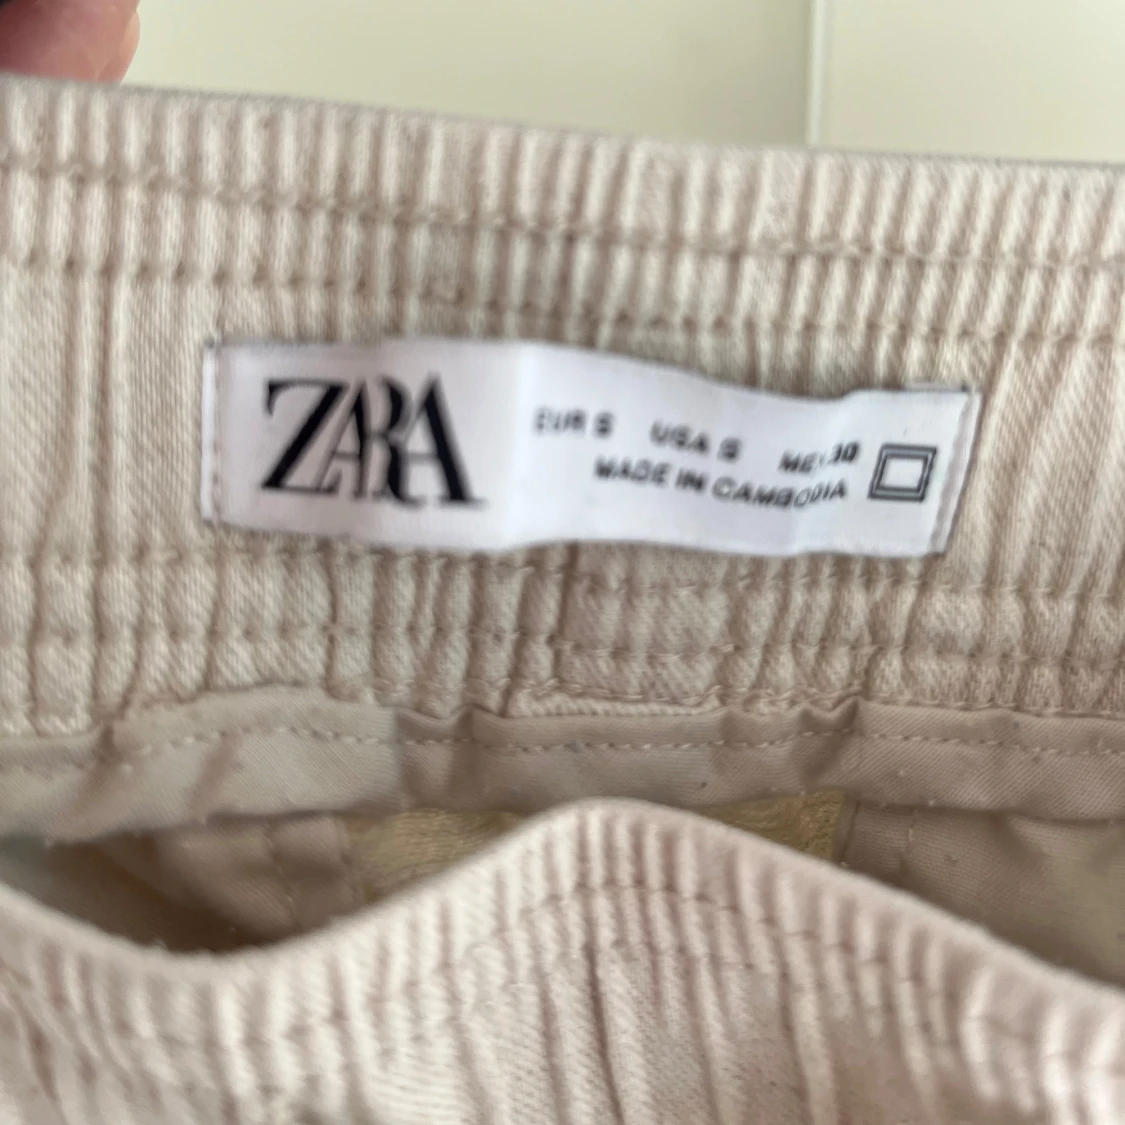 ZARA
EUR S USA S MEX 30
MADE IN CAMBODIA